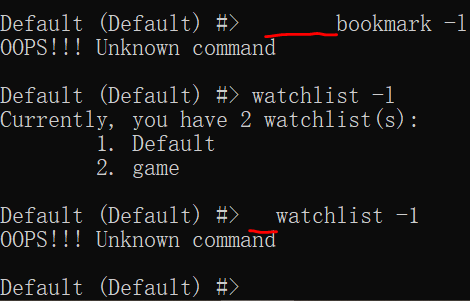 Default (Default) #>        bookmark -l
OOPS!!! Unknown command
Default (Default) #> watchlist -l
Currently, you have 2 watchlist(s):
        1. Default
        2. game
Default (Default) #>   watchlist -l
OOPS!!! Unknown command
Default (Default) #>